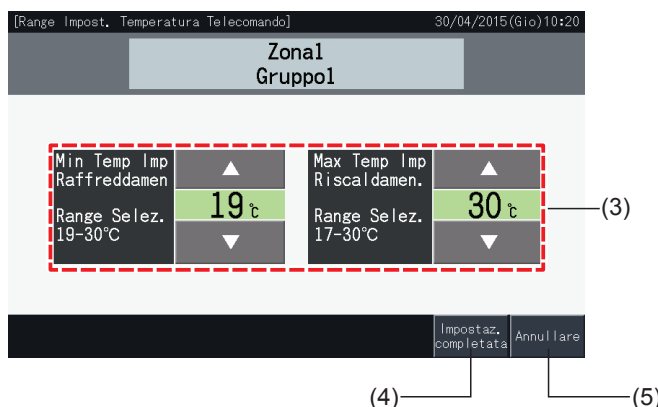 [Range Impost. Temperatura Telecomando] 30/04/2015(Gio)10:20
Zona1
Gruppo1
Min Temp Imp
Raffreddamen
Range Selez.
19-30°C
19 °C
Max Temp Imp
Riscaldamen.
Range Selez.
17-30°C
30 °C
(3)
Impostaz.
completata
Annullare
(4)
(5)